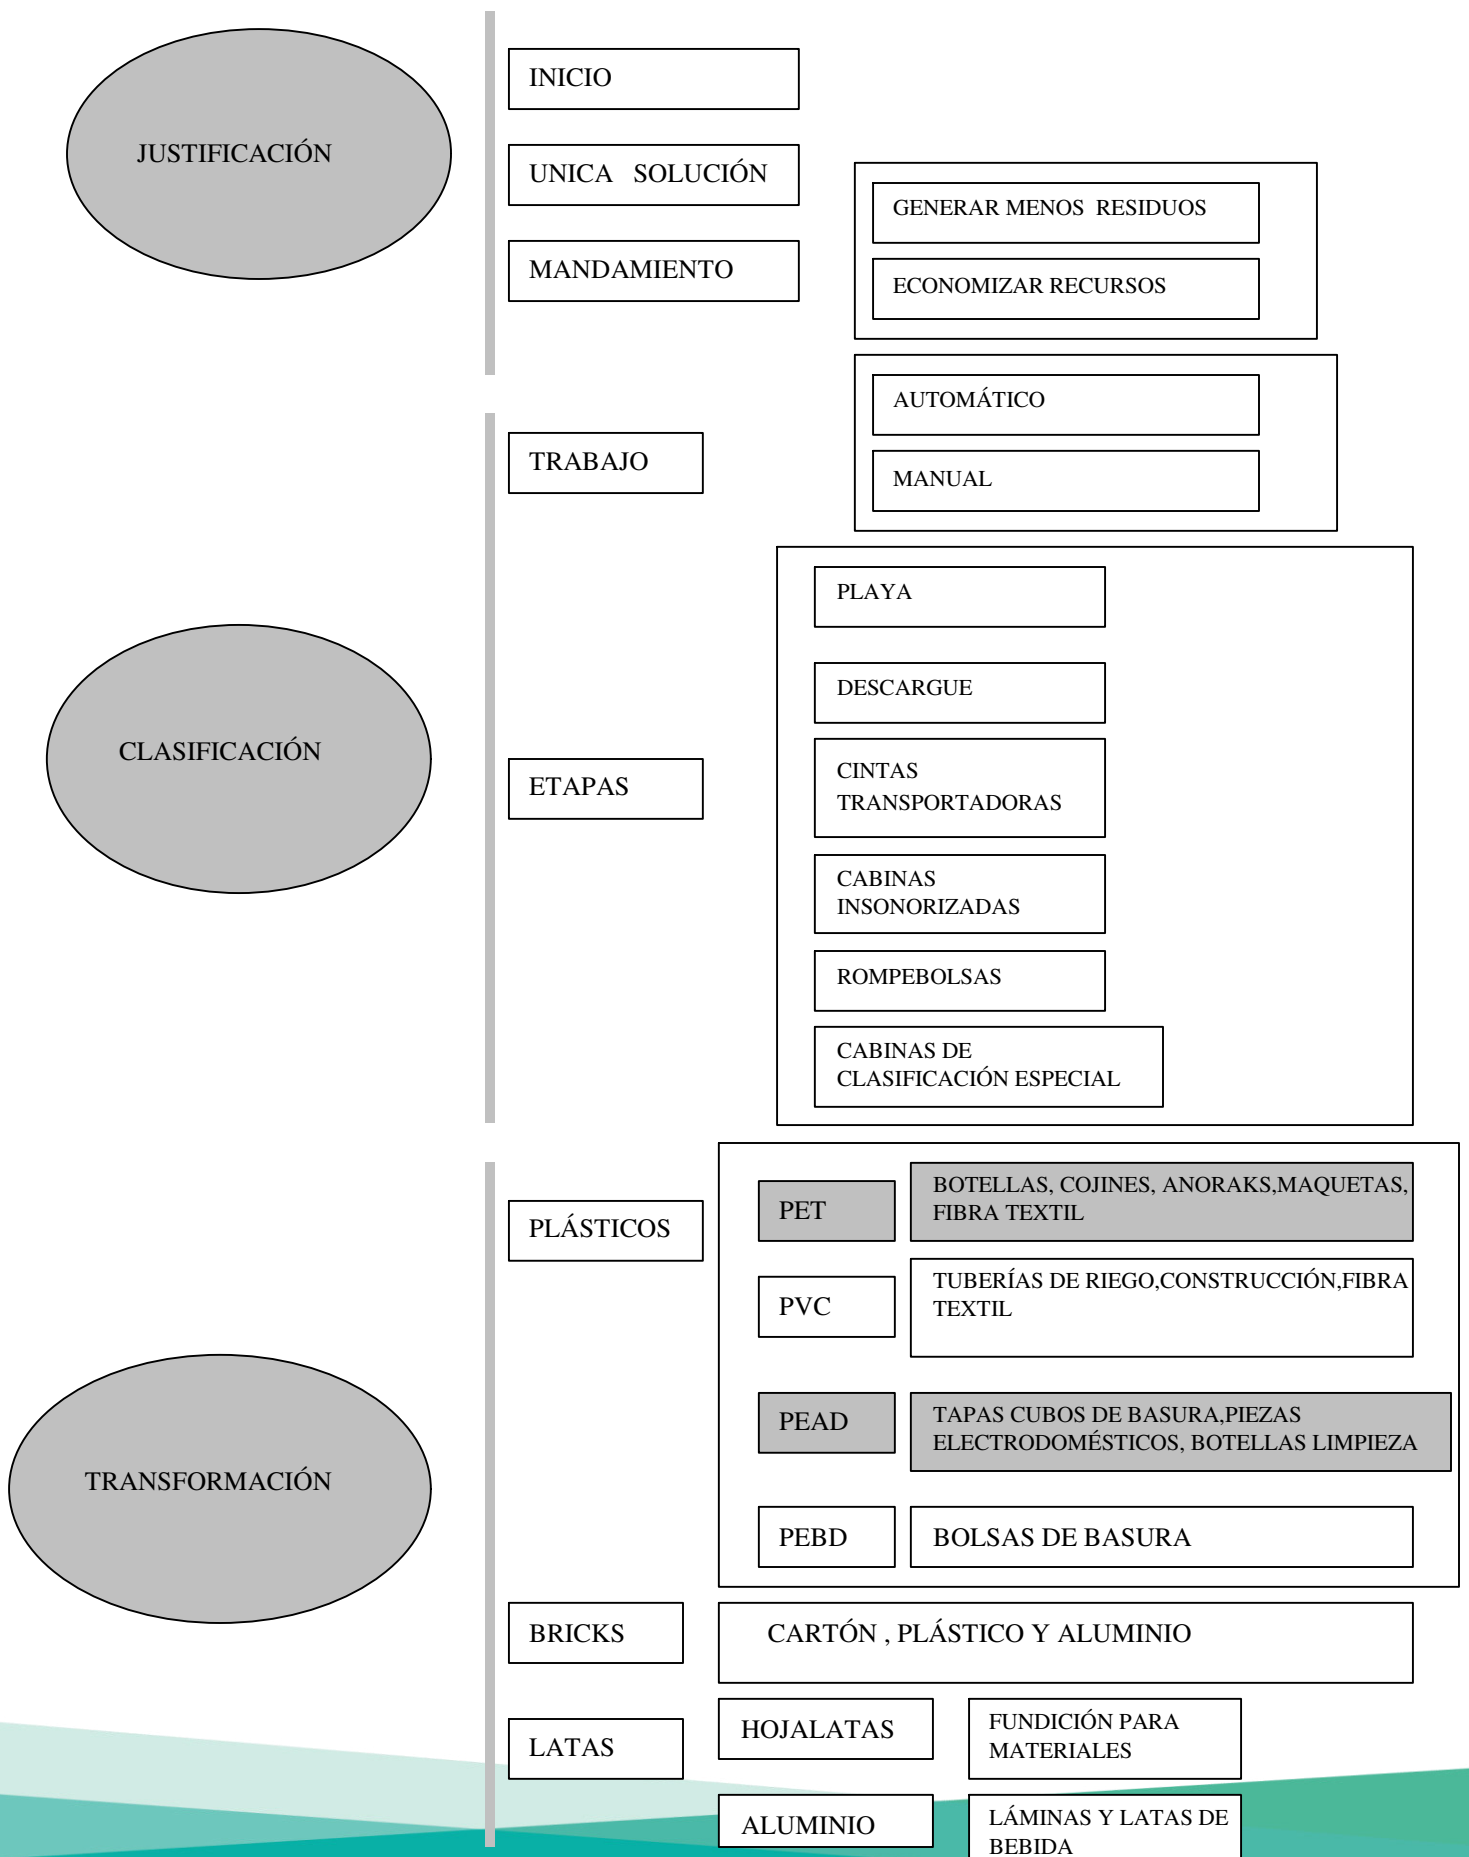 JUSTIFICACIÓN
INICIO
UNICA SOLUCIÓN
MANDAMIENTO
GENERAR MENOS RESIDUOS
ECONOMIZAR RECURSOS
CLASIFICACIÓN
TRABAJO
AUTOMÁTICO
MANUAL
ETAPAS
PLAYA
DESCARGUE
CINTAS
TRANSPORTADORAS
CABINAS
INSONORIZADAS
ROMPEBOLSAS
CABINAS DE
CLASIFICACIÓN ESPECIAL
TRANSFORMACIÓN
PLÁSTICOS
PET
BOTELLAS, COJINES, ANORAKS,MAQUETAS,
FIBRA TEXTIL
PVC
TUBERÍAS DE RIEGO,CONSTRUCCIÓN,FIBRA
TEXTIL
PEAD
TAPAS CUBOS DE BASURA,PIEZAS
ELECTRODOMÉSTICOS, BOTELLAS LIMPIEZA
PEBD
BOLSAS DE BASURA
BRICKS
CARTÓN , PLÁSTICO Y ALUMINIO
LATAS
HOJALATAS
FUNDICIÓN PARA
MATERIALES
ALUMINIO
LÁMINAS Y LATAS DE
BEBIDA